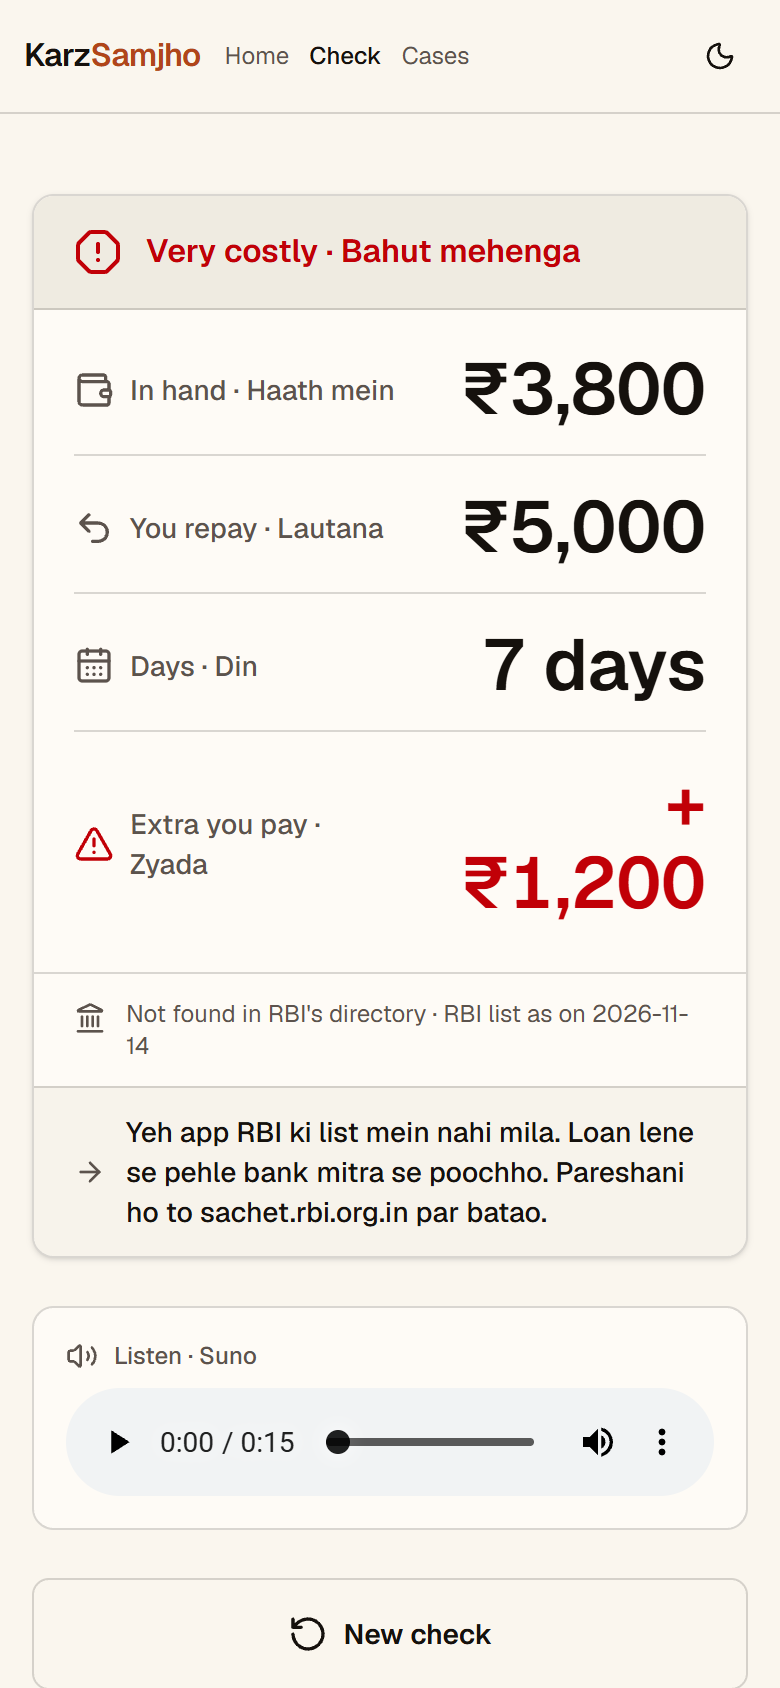 KarzSamjho Home Check Cases
Very costly · Bahut mehenga
In hand · Haath mein ₹3,800
You repay · Lautana ₹5,000
Days · Din 7 days
Extra you pay ·
Zyada
+
₹1,200
Not found in RBI's directory · RBI list as on 2026-11-
14
Yeh app RBI ki list mein nahi mila. Loan lene
se pehle bank mitra se poochho. Pareshani
ho to sachet.rbi.org.in par batao.
Listen · Suno
0:00 / 0:15
New check